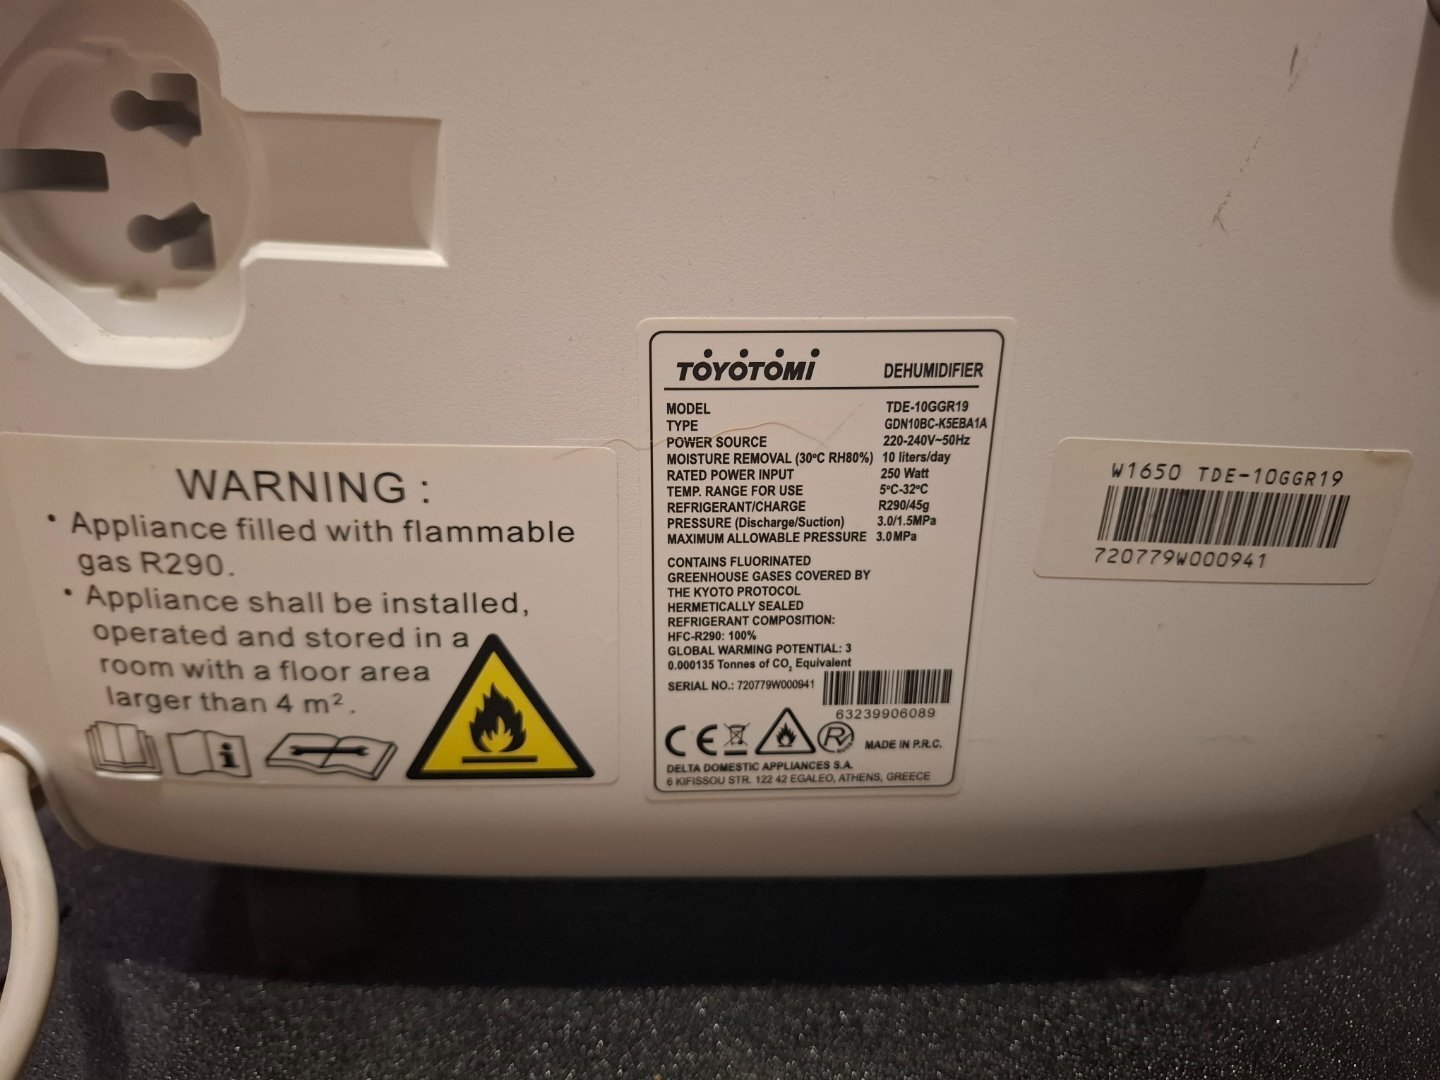 WARNING :
• Appliance filled with flammable
gas R290.
• Appliance shall be installed,
operated and stored in a
room with a floor area
larger than 4 m².
TOYOTOMI DEHUMIDIFIER
MODEL TDE-10GGR19
TYPE GDN10BC-K5EBA1A
POWER SOURCE 220-240V~50Hz
MOISTURE REMOVAL (30°C RH80%) 10 liters/day
RATED POWER INPUT 250 Watt
TEMP. RANGE FOR USE 5°C-32°C
REFRIGERANT/CHARGE R290/45g
PRESSURE (Discharge/Suction) 3.0/1.5MPa
MAXIMUM ALLOWABLE PRESSURE 3.0MPa
CONTAINS FLUORINATED
GREENHOUSE GASES COVERED BY
THE KYOTO PROTOCOL
HERMETICALLY SEALED
REFRIGERANT COMPOSITION:
HFC-R290: 100%
GLOBAL WARMING POTENTIAL: 3
0.000135 Tonnes of CO₂ Equivalent
SERIAL NO.: 720779W000941
63239906089
CE MADE IN P.R.C.
DELTA DOMESTIC APPLIANCES S.A.
6 KIFISSOU STR. 122 42 EGALEO, ATHENS, GREECE
W1650 TDE-10GGR19
720779W000941